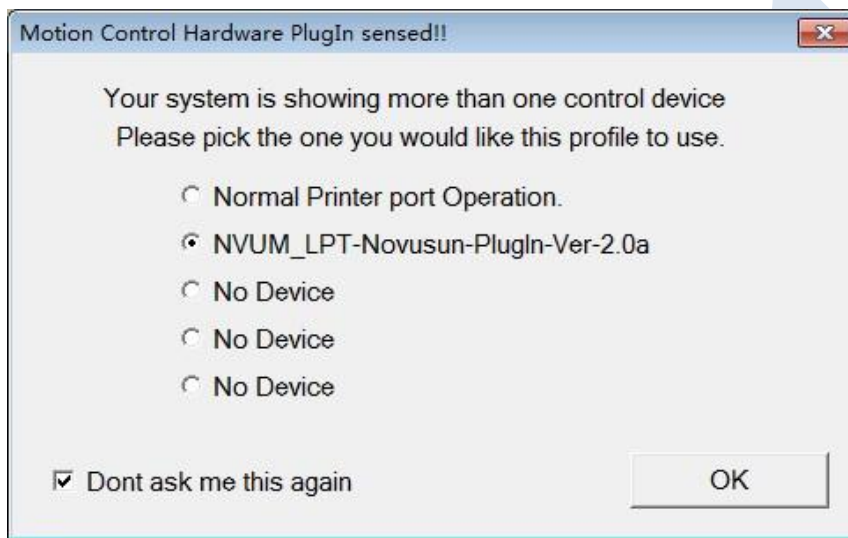 Motion Control Hardware PlugIn sensed!!
Your system is showing more than one control device
Please pick the one you would like this profile to use.
Normal Printer port Operation.
NVUM_LPT-Novusun-PlugIn-Ver-2.0a
No Device
No Device
No Device
Dont ask me this again
OK